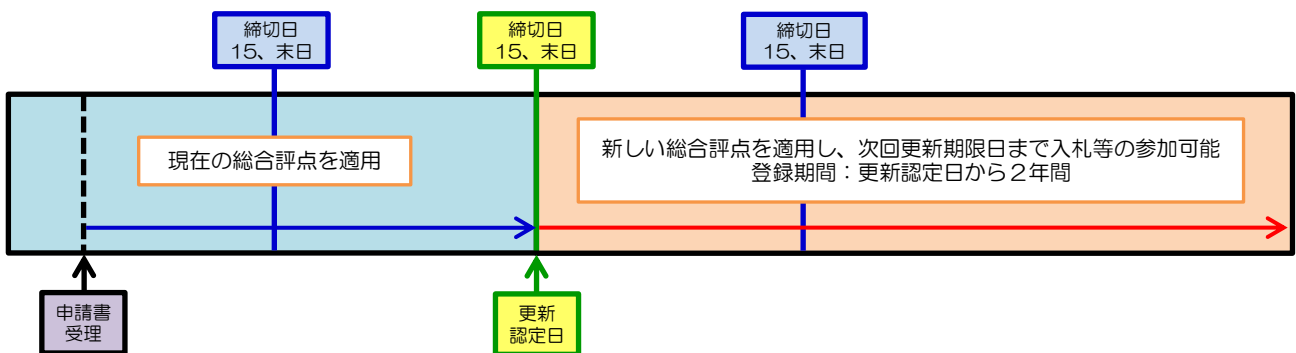 締切日
15、末日
締切日
15、末日
締切日
15、末日
現在の総合評点を適用
新しい総合評点を適用し、次回更新期限日まで入札等の参加可能
登録期間：更新認定日から２年間
申請書
受理
更新
認定日